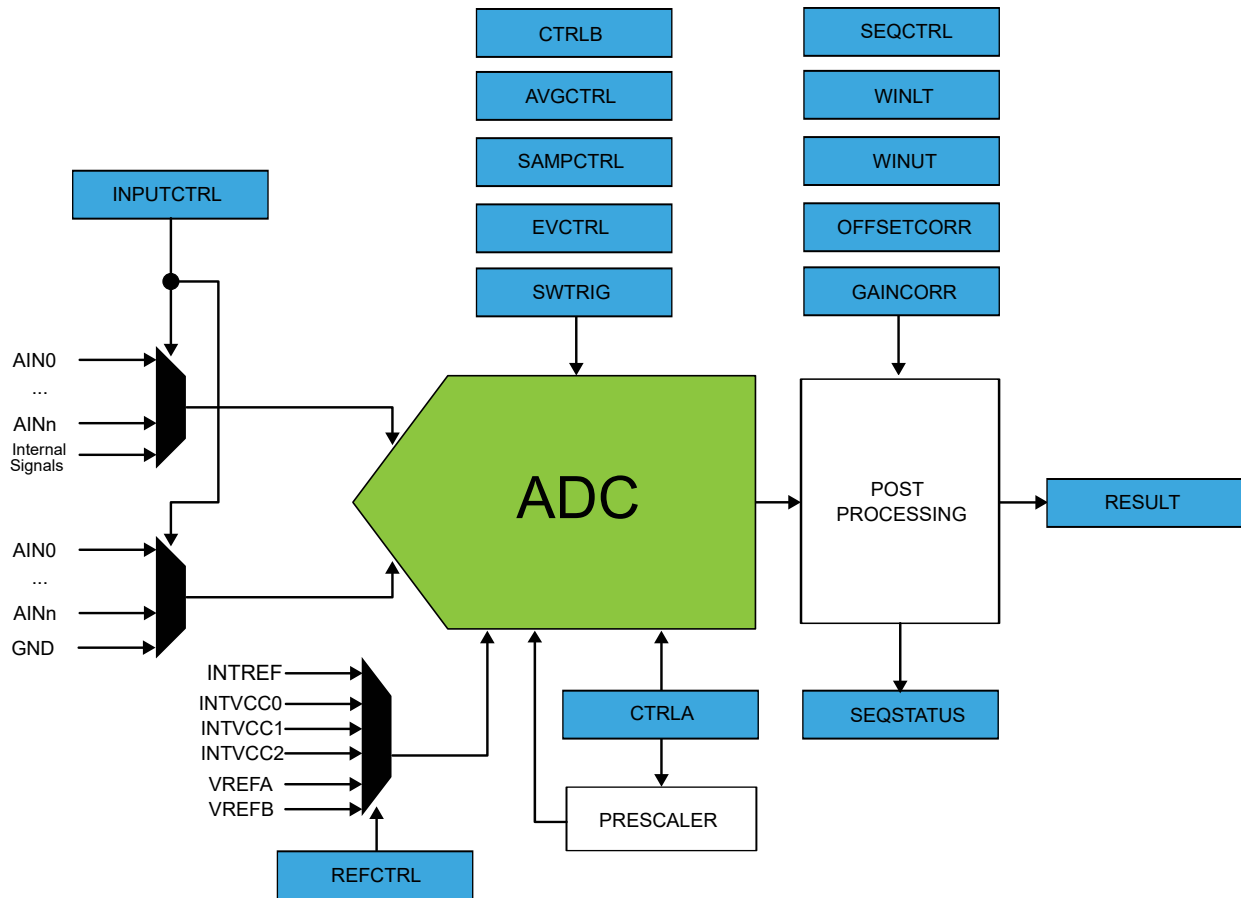 CTRLB
SEQCTRL
AVGCTRL
WINLT
SAMPCTRL
WINUT
INPUTCTRL
EVCTRL
OFFSETCORR
SWTRIG
GAINCORR
AIN0
...
AINn
Internal
Signals
ADC
POST
PROCESSING
RESULT
AIN0
...
AINn
GND
INTREF
INTVCC0
INTVCC1
INTVCC2
VREFA
VREFB
CTRLA
SEQSTATUS
PRESCALER
REFCTRL